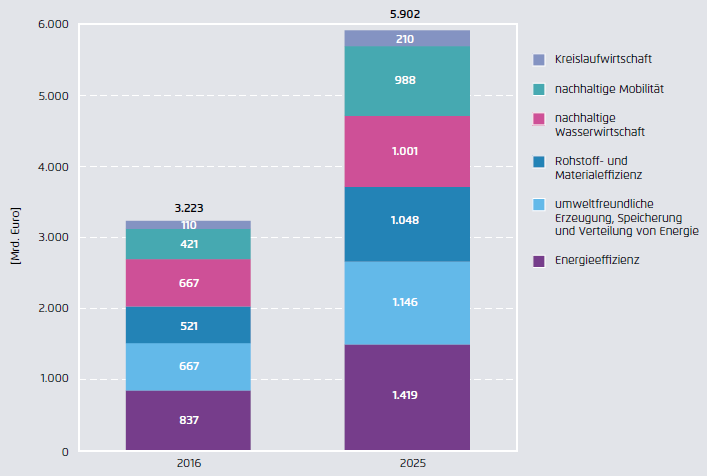 5.902
6.000
210
988
5.000
1.001
4.000
3.223
1.048
110
3.000
421
667
1.146
2.000
521
667
1.419
1.000
837
0
[Mrd. Euro]
2016
2025
Kreislaufwirtschaft
nachhaltige Mobilität
nachhaltige
Wasserwirtschaft
Rohstoff- und
Materialeffizienz
umweltfreundliche
Erzeugung, Speicherung
und Verteilung von Energie
Energieeffizienz